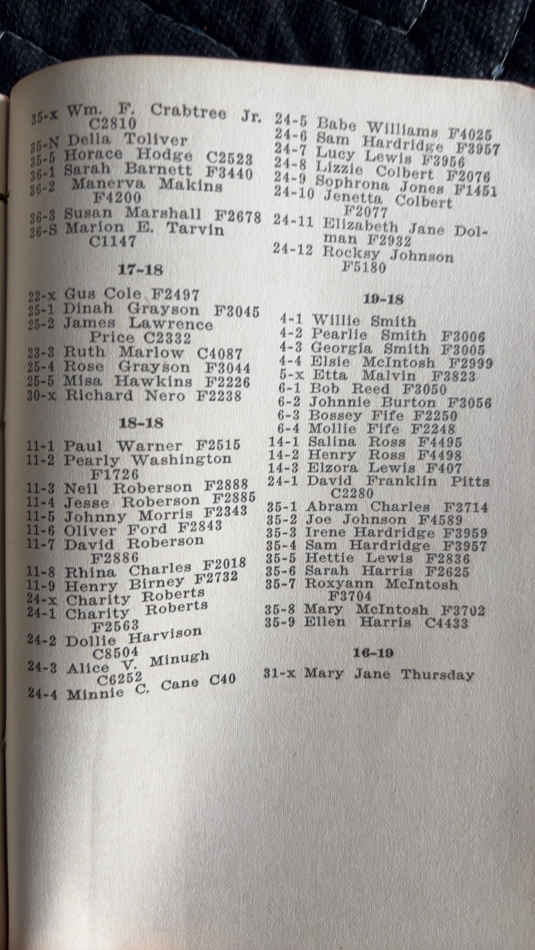 35-x Wm. F. Crabtree Jr.
C2810
35-N Della Toliver
35-5 Horace Hodge C2523
36-1 Sarah Barnett F3440
36-2 Manerva Makins
F4200
36-3 Susan Marshall F2678
36-S Marion E. Tarvin
C1147
17-18
22-x Gus Cole F2497
25-1 Dinah Grayson F3045
25-2 James Lawrence
Price C2332
23-3 Ruth Marlow C4087
25-4 Rose Grayson F3044
25-5 Misa Hawkins F2226
30-x Richard Nero F2238
18-18
11-1 Paul Warner F2515
11-2 Pearly Washington
F1726
11-3 Neil Roberson F2888
11-4 Jesse Roberson F2885
11-5 Johnny Morris F2343
11-6 Oliver Ford F2843
11-7 David Roberson
F2886
11-8 Rhina Charles F2018
11-9 Henry Birney F2732
24-x Charity Roberts
24-1 Charity Roberts
F2563
24-2 Dollie Harvison
C8504
24-3 Alice V. Minugh
C6252
24-4 Minnie C. Cane C40
24-5 Babe Williams F4025
24-6 Sam Hardridge F3957
24-7 Lucy Lewis F3956
24-8 Lizzie Colbert F2076
24-9 Sophrona Jones F1451
24-10 Jenetta Colbert
F2077
24-11 Elizabeth Jane Dol-
man F2932
24-12 Rocksy Johnson
F5180
19-18
4-1 Willie Smith
4-2 Pearlie Smith F3006
4-3 Georgia Smith F3005
4-4 Elsie McIntosh F2999
5-x Etta Malvin F3823
6-1 Bob Reed F3050
6-2 Johnnie Burton F3056
6-3 Bossey Fife F2250
6-4 Mollie Fife F2248
14-1 Salina Ross F4495
14-2 Henry Ross F4498
14-3 Elzora Lewis F407
24-1 David Franklin Pitts
C2280
35-1 Abram Charles F3714
35-2 Joe Johnson F4589
35-3 Irene Hardridge F3959
35-4 Sam Hardridge F3957
35-5 Hettie Lewis F2836
35-6 Sarah Harris F2625
35-7 Roxyann McIntosh
F3704
35-8 Mary McIntosh F3702
35-9 Ellen Harris C4433
16-19
31-x Mary Jane Thursday